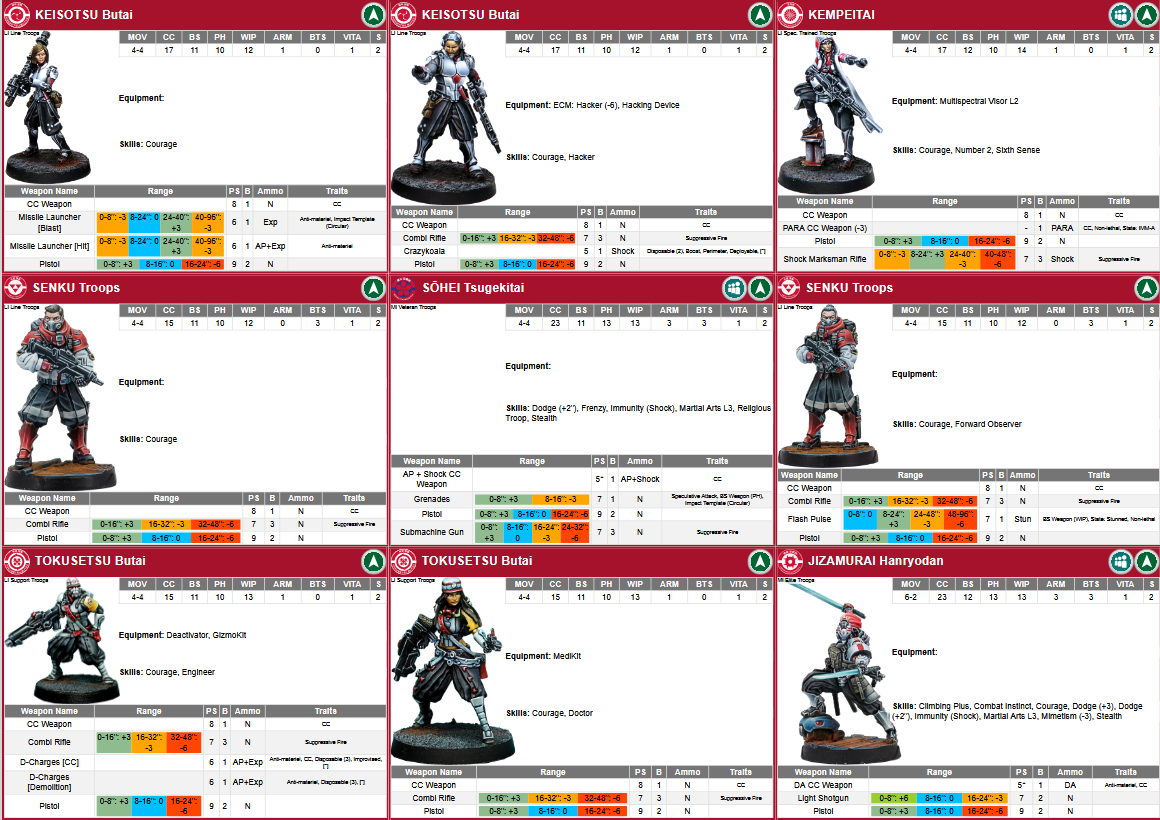 KEISOTSU Butai
LI Line Troops
MOV CC BS PH WIP ARM BTS VITA S
4-4 17 11 10 12 1 0 1 2
Equipment:
Skills: Courage
Weapon Name Range PS B Ammo Traits
CC Weapon 8 1 N CC
Missile Launcher [Blast] 0-8": -3 8-24": 0 24-40": +3 40-96": -3 6 1 Exp Anti-materiel, Impact Template (Circular)
Missile Launcher [Hit] 0-8": -3 8-24": 0 24-40": +3 40-96": -3 6 1 AP+Exp Anti-materiel
Pistol 0-8": +3 8-16": 0 16-24": -6 9 2 N
KEISOTSU Butai
LI Line Troops
MOV CC BS PH WIP ARM BTS VITA S
4-4 17 11 10 12 1 0 1 2
Equipment: ECM: Hacker (-6), Hacking Device
Skills: Courage, Hacker
Weapon Name Range PS B Ammo Traits
CC Weapon 8 1 N CC
Combi Rifle 0-16": +3 16-32": -3 32-48": -6 7 3 N Suppressive Fire
Crazykoala 5 1 Shock Disposable (2), Boost, Perimeter, Deployable, [*]
Pistol 0-8": +3 8-16": 0 16-24": -6 9 2 N
KEMPEITAI
LI Spec. Trained Troops
MOV CC BS PH WIP ARM BTS VITA S
4-4 17 12 10 14 1 0 1 2
Equipment: Multispectral Visor L2
Skills: Courage, Number 2, Sixth Sense
Weapon Name Range PS B Ammo Traits
CC Weapon 8 1 N CC
PARA CC Weapon (-3) - 1 PARA CC, Non-lethal, State: IMM-A
Pistol 0-8": +3 8-16": 0 16-24": -6 9 2 N
Shock Marksman Rifle 0-8": -3 8-24": +3 24-40": -3 40-48": -6 7 3 Shock Suppressive Fire
SENKU Troops
LI Line Troops
MOV CC BS PH WIP ARM BTS VITA S
4-4 15 11 10 12 0 3 1 2
Equipment:
Skills: Courage
Weapon Name Range PS B Ammo Traits
CC Weapon 8 1 N CC
Combi Rifle 0-16": +3 16-32": -3 32-48": -6 7 3 N Suppressive Fire
Pistol 0-8": +3 8-16": 0 16-24": -6 9 2 N
SŌHEI Tsugekitai
MI Veteran Troops
MOV CC BS PH WIP ARM BTS VITA S
4-4 23 11 13 13 3 3 1 2
Equipment:
Skills: Dodge (+2"), Frenzy, Immunity (Shock), Martial Arts L3, Religious
Troop, Stealth
Weapon Name Range PS B Ammo Traits
AP + Shock CC Weapon 5* 1 AP+Shock CC
Grenades 0-8": +3 8-16": -3 7 1 N Speculative Attack, BS Weapon (PH), Impact Template (Circular)
Pistol 0-8": +3 8-16": 0 16-24": -6 9 2 N
Submachine Gun 0-8": +3 8-16": 0 16-24": -3 24-32": -6 7 3 N Suppressive Fire
SENKU Troops
LI Line Troops
MOV CC BS PH WIP ARM BTS VITA S
4-4 15 11 10 12 0 3 1 2
Equipment:
Skills: Courage, Forward Observer
Weapon Name Range PS B Ammo Traits
CC Weapon 8 1 N CC
Combi Rifle 0-16": +3 16-32": -3 32-48": -6 7 3 N Suppressive Fire
Flash Pulse 0-8": 0 8-24": +3 24-48": -3 48-96": -6 7 1 Stun BS Weapon (WIP), State: Stunned, Non-lethal
Pistol 0-8": +3 8-16": 0 16-24": -6 9 2 N
TOKUSETSU Butai
LI Support Troops
MOV CC BS PH WIP ARM BTS VITA S
4-4 15 11 10 13 1 0 1 2
Equipment: Deactivator, GizmoKit
Skills: Courage, Engineer
Weapon Name Range PS B Ammo Traits
CC Weapon 8 1 N CC
Combi Rifle 0-16": +3 16-32": -3 32-48": -6 7 3 N Suppressive Fire
D-Charges [CC] 6 1 AP+Exp Anti-materiel, CC, Disposable (3), Improvised, [*]
D-Charges [Demolition] 6 1 AP+Exp Anti-materiel, Disposable (3), [*]
Pistol 0-8": +3 8-16": 0 16-24": -6 9 2 N
TOKUSETSU Butai
LI Support Troops
MOV CC BS PH WIP ARM BTS VITA S
4-4 15 11 10 13 1 0 1 2
Equipment: MediKit
Skills: Courage, Doctor
Weapon Name Range PS B Ammo Traits
CC Weapon 8 1 N CC
Combi Rifle 0-16": +3 16-32": -3 32-48": -6 7 3 N Suppressive Fire
Pistol 0-8": +3 8-16": 0 16-24": -6 9 2 N
JIZAMURAI Hanryodan
MI Elite Troops
MOV CC BS PH WIP ARM BTS VITA S
6-2 23 12 13 13 3 3 1 2
Equipment:
Skills: Climbing Plus, Combat Instinct, Courage, Dodge (+3), Dodge
(+2"), Immunity (Shock), Martial Arts L3, Mimetism (-3), Stealth
Weapon Name Range PS B Ammo Traits
DA CC Weapon 5* 1 DA Anti-materiel, CC
Light Shotgun 0-8": +6 8-16": 0 16-24": -3 7 2 N
Pistol 0-8": +3 8-16": 0 16-24": -6 9 2 N